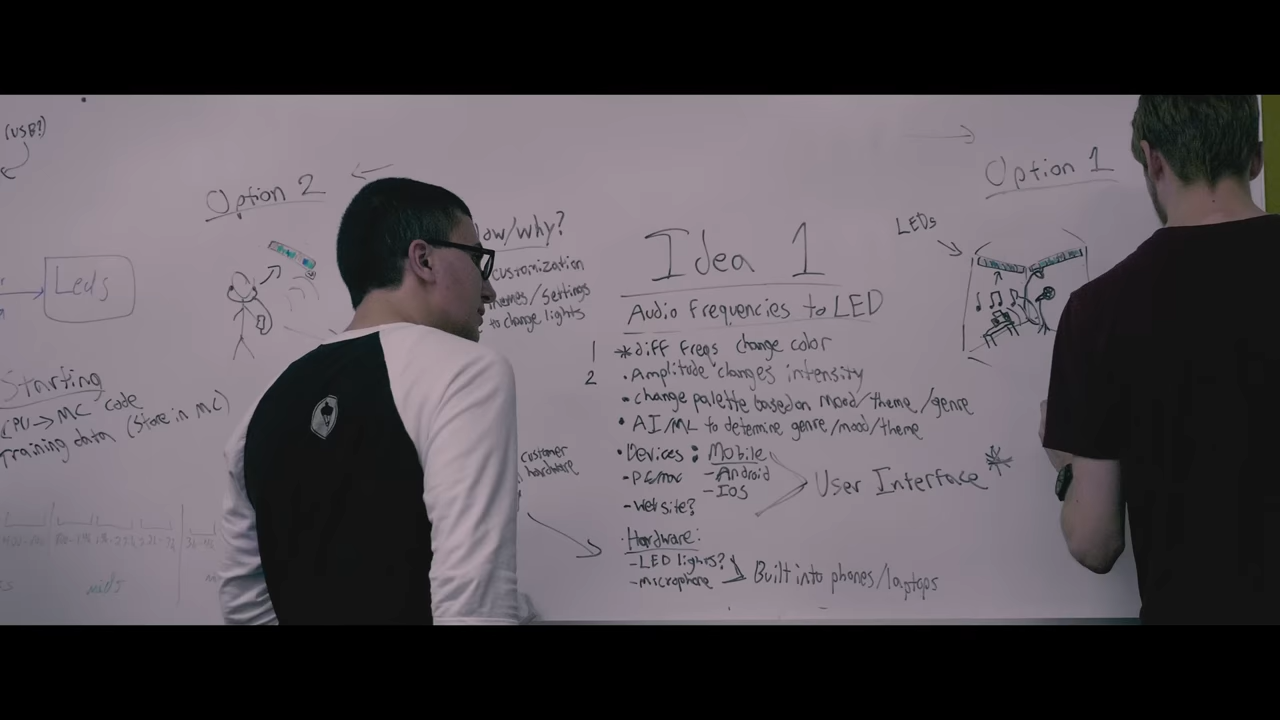 (USB?)
Leds
Starting
CPU → MC code
Training data (Store in MC)
mids
Option 2
ow/why?
customization
themes/settings
to change lights
customer
hardware
Idea 1
Audio Frequencies to LED
1 * diff freqs change color
2 • Amplitude changes intensity
• change palette based on mood/theme/genre
• AI/ML to determine genre/mood/theme
• Devices: Mobile
- PC/mac - Android
- IOS
- Website?
User Interface *
• Hardware:
- LED lights?
- microphone
Built into phones/laptops
Option 1
LEDs